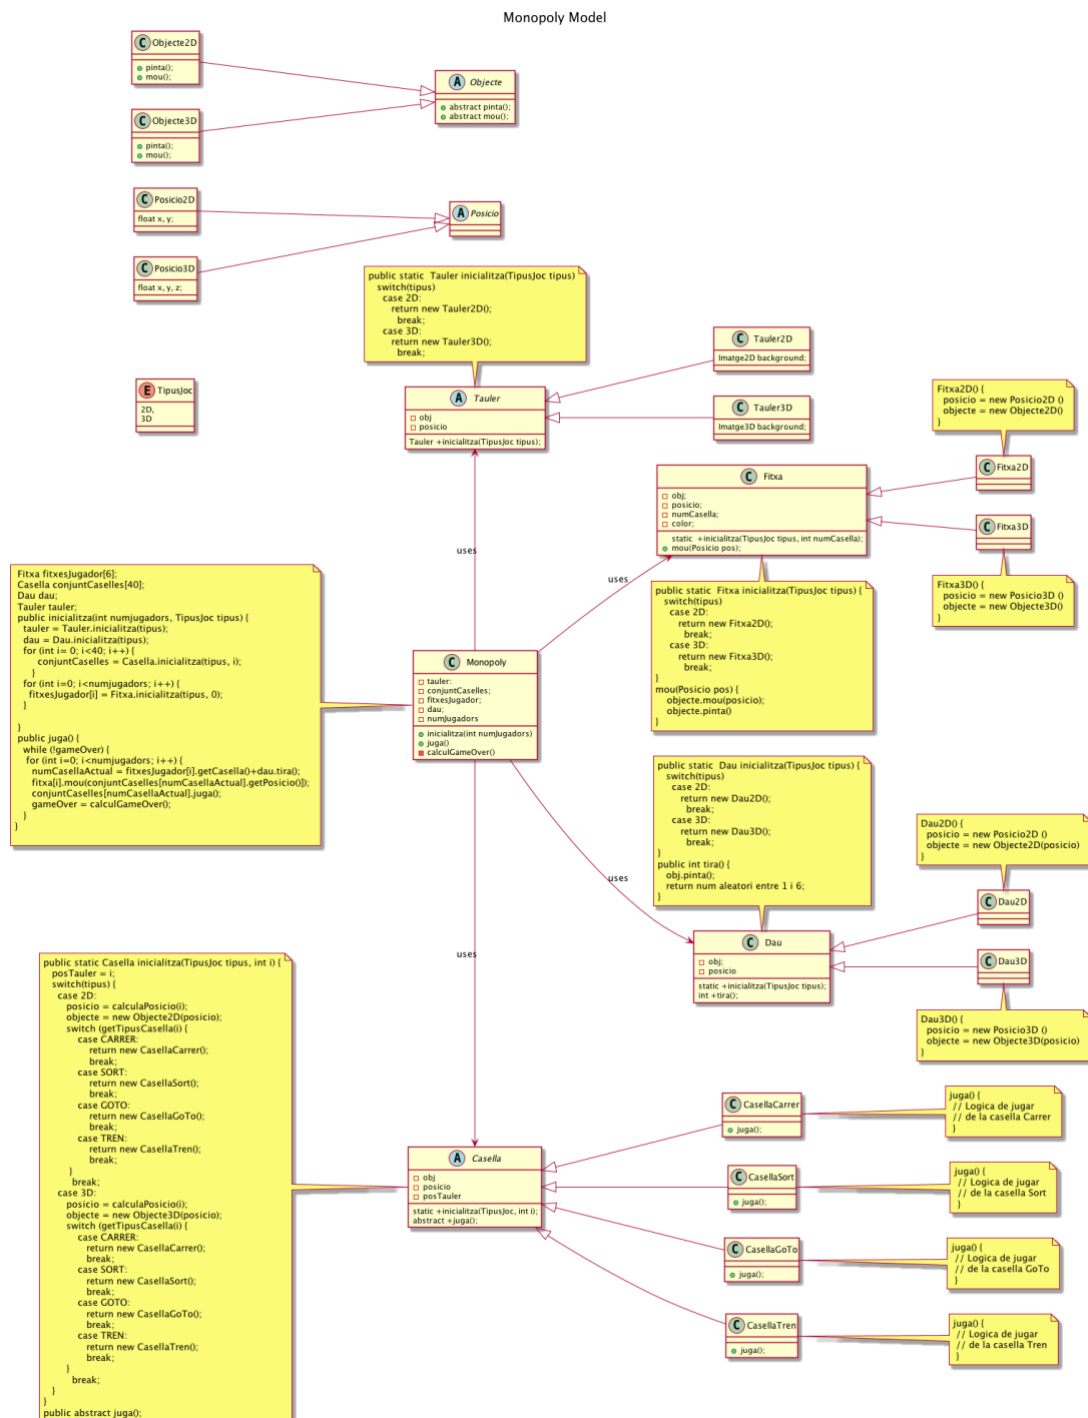 Monopoly Model
Objecte2D
pinta();
mou();
Objecte
abstract pinta();
abstract mou();
Objecte3D
pinta();
mou();
Posicio2D
float x, y;
Posicio
Posicio3D
float x, y, z;
public static  Tauler inicialitza(TipusJoc tipus)
switch(tipus)
case 2D:
return new Tauler2D();
break;
case 3D:
return new Tauler3D();
break;
TipusJoc
2D,
3D
Tauler
obj
posicio
Tauler +inicialitza(TipusJoc tipus);
Tauler2D
Imatge2D background;
Tauler3D
Imatge3D background;
Fitxa2D() {
posicio = new Posicio2D ()
objecte = new Objecte2D()
}
Fitxa2D
Fitxa
obj;
posicio;
numCasella;
color;
static  +inicialitza(TipusJoc tipus, int numCasella);
mou(Posicio pos);
Fitxa3D
Fitxa3D() {
posicio = new Posicio3D ()
objecte = new Objecte3D()
}
uses
uses
public static  Fitxa inicialitza(TipusJoc tipus) {
switch(tipus)
case 2D:
return new Fitxa2D();
break;
case 3D:
return new Fitxa3D();
break;
}
mou(Posicio pos) {
objecte.mou(posicio);
objecte.pinta()
}
Fitxa fitxesJugador[6];
Casella conjuntCaselles[40];
Dau dau;
Tauler tauler;
public inicialitza(int numjugadors, TipusJoc tipus) {
tauler = Tauler.inicialitza(tipus);
dau = Dau.inicialitza(tipus);
for (int i= 0; i<40; i++) {
conjuntCaselles = Casella.inicialitza(tipus, i);
}
for (int i=0; i<numjugadors; i++) {
fitxesJugador[i] = Fitxa.inicialitza(tipus, 0);
}
}
public juga() {
while (!gameOver) {
for (int i=0; i<numjugadors; i++) {
numCasellaActual = fitxesJugador[i].getCasella()+dau.tira();
fitxa[i].mou(conjuntCaselles[numCasellaActual].getPosicio());
conjuntCaselles[numCasellaActual].juga();
gameOver = calculGameOver();
}
}
Monopoly
tauler:
conjuntCaselles;
fitxesJugador;
dau;
numJugadors
inicialitza(int numJugadors)
juga()
calculGameOver()
public static  Dau inicialitza(TipusJoc tipus) {
switch(tipus)
case 2D:
return new Dau2D();
break;
case 3D:
return new Dau3D();
break;
}
public int tira() {
obj.pinta();
return num aleatori entre 1 i 6;
}
uses
uses
Dau2D() {
posicio = new Posicio2D ()
objecte = new Objecte2D(posicio)
}
Dau2D
Dau
obj;
posicio
static +inicialitza(TipusJoc tipus);
int +tira();
Dau3D
Dau3D() {
posicio = new Posicio3D ()
objecte = new Objecte3D(posicio)
}
public static Casella inicialitza(TipusJoc tipus, int i) {
posTauler = i;
switch(tipus) {
case 2D:
posicio = calculaPosicio(i);
objecte = new Objecte2D(posicio);
switch (getTipusCasella(i) {
case CARRER:
return new CasellaCarrer();
break;
case SORT:
return new CasellaSort();
break;
case GOTO:
return new CasellaGoTo();
break;
case TREN:
return new CasellaTren();
break;
}
break;
case 3D:
posicio = calculaPosicio(i);
objecte = new Objecte3D(posicio);
switch (getTipusCasella(i) {
case CARRER:
return new CasellaCarrer();
break;
case SORT:
return new CasellaSort();
break;
case GOTO:
return new CasellaGoTo();
break;
case TREN:
return new CasellaTren();
break;
}
break;
}
}
public abstract juga();
Casella
obj
posicio
posTauler
static +inicialitza(TipusJoc, int i);
abstract +juga();
CasellaCarrer
juga();
juga() {
// Logica de jugar
// de la casella Carrer
}
CasellaSort
juga();
juga() {
// Logica de jugar
// de la casella Sort
}
CasellaGoTo
juga();
juga() {
// Logica de jugar
// de la casella GoTo
}
CasellaTren
juga();
juga() {
// Logica de jugar
// de la casella Tren
}